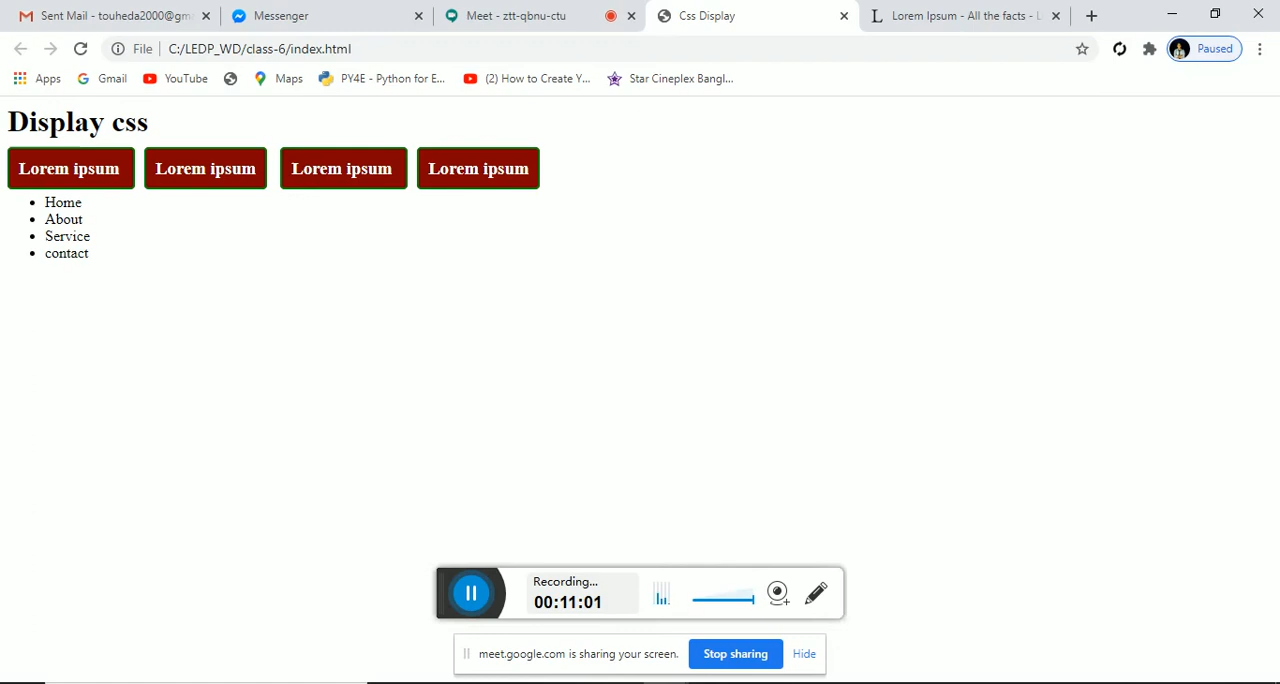 Sent Mail - touheda2000@gm
Messenger
Meet - ztt-qbnu-ctu
Css Display
Lorem Ipsum - All the facts - L
File
C:/LEDP_WD/class-6/index.html
Paused
Apps
Gmail
YouTube
Maps
PY4E - Python for E...
(2) How to Create Y...
Star Cineplex Bangl...
Display css
Lorem ipsum Lorem ipsum Lorem ipsum Lorem ipsum
Home
About
Service
contact
Recording...
00:11:01
meet.google.com is sharing your screen.
Stop sharing
Hide